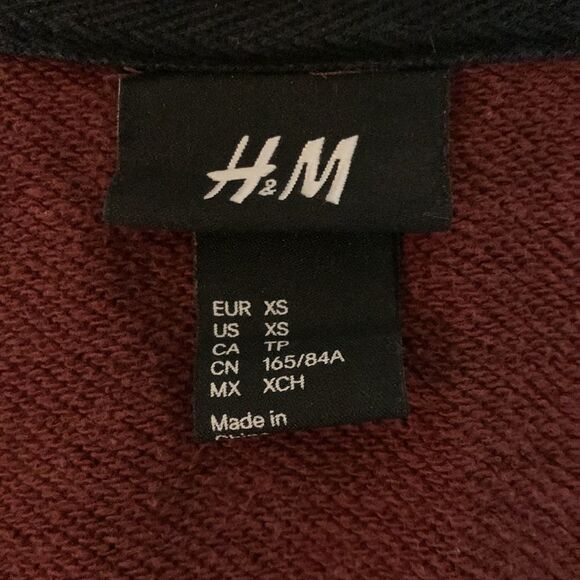 H&M
EUR XS
US XS
CA TP
CN 165/84A
MX XCH
Made in